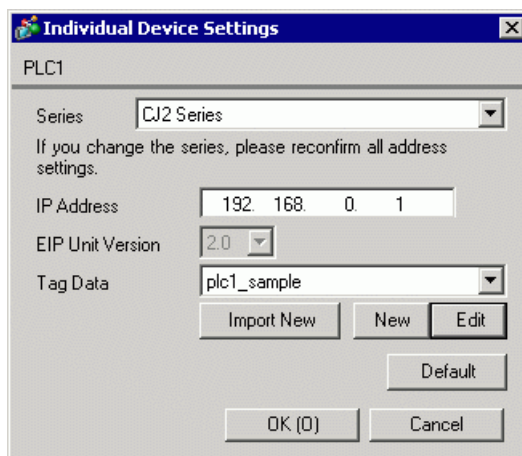 Individual Device Settings
PLC1
Series CJ2 Series
If you change the series, please reconfirm all address
settings.
IP Address 192. 168. 0. 1
EIP Unit Version 2.0
Tag Data plc1_sample
Import New New Edit
Default
OK (O) Cancel